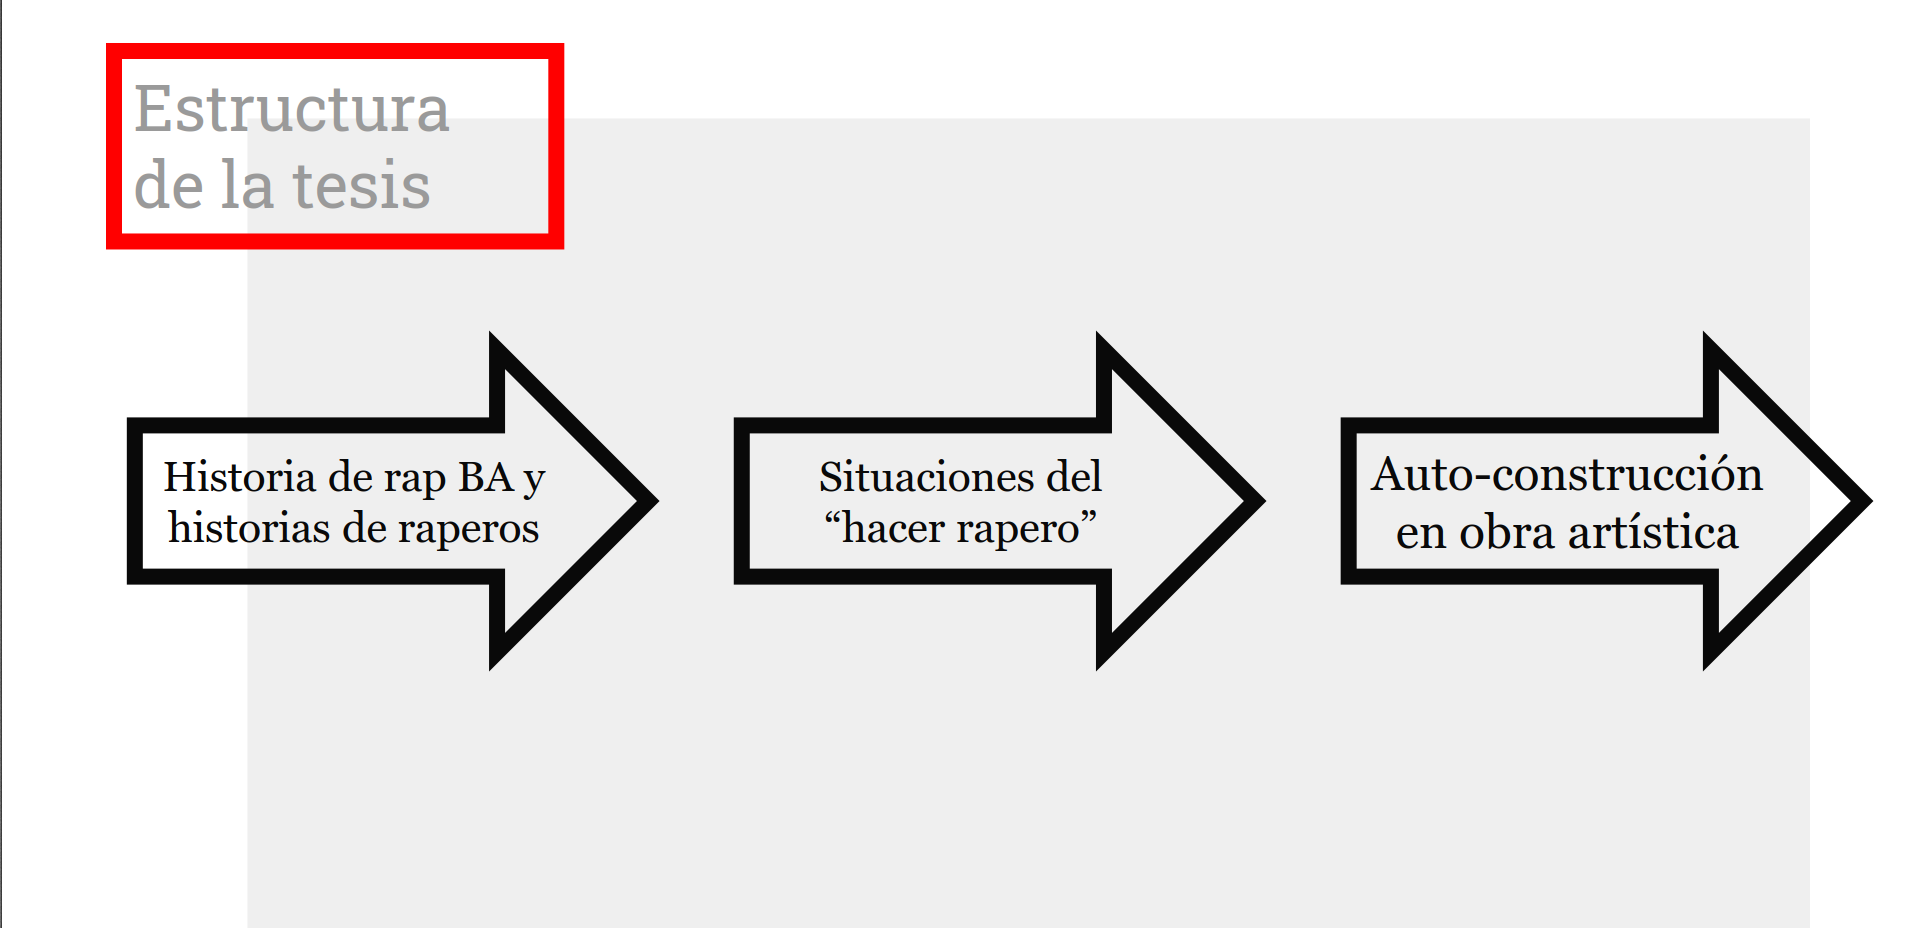 Estructura
de la tesis
Historia de rap BA y
historias de raperos
Situaciones del
“hacer rapero”
Auto-construcción
en obra artística